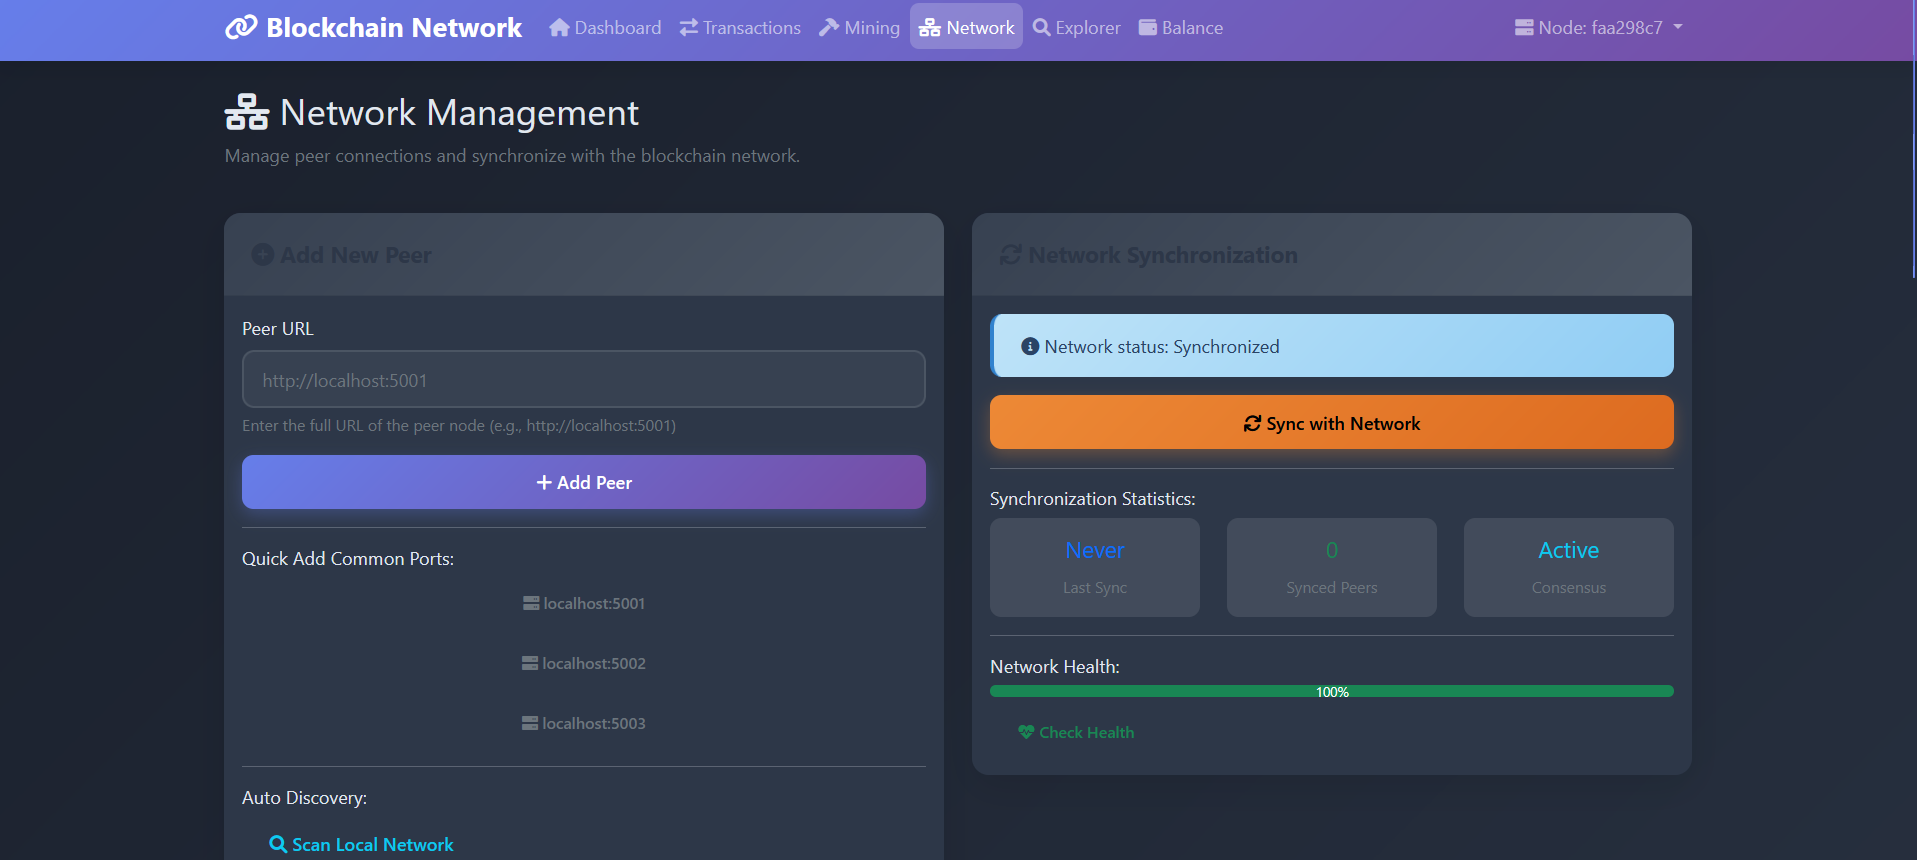 Blockchain Network Dashboard Transactions Mining Network Explorer Balance Node: faa298c7
Network Management
Manage peer connections and synchronize with the blockchain network.
Add New Peer
Peer URL
http://localhost:5001
Enter the full URL of the peer node (e.g., http://localhost:5001)
Add Peer
Quick Add Common Ports:
localhost:5001
localhost:5002
localhost:5003
Auto Discovery:
Scan Local Network
Network Synchronization
Network status: Synchronized
Sync with Network
Synchronization Statistics:
Never
Last Sync
0
Synced Peers
Active
Consensus
Network Health:
100%
Check Health